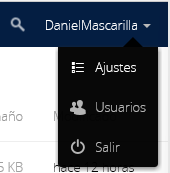 DanielMascarilla
Ajustes
Usuarios
Salir
hace 12 horas